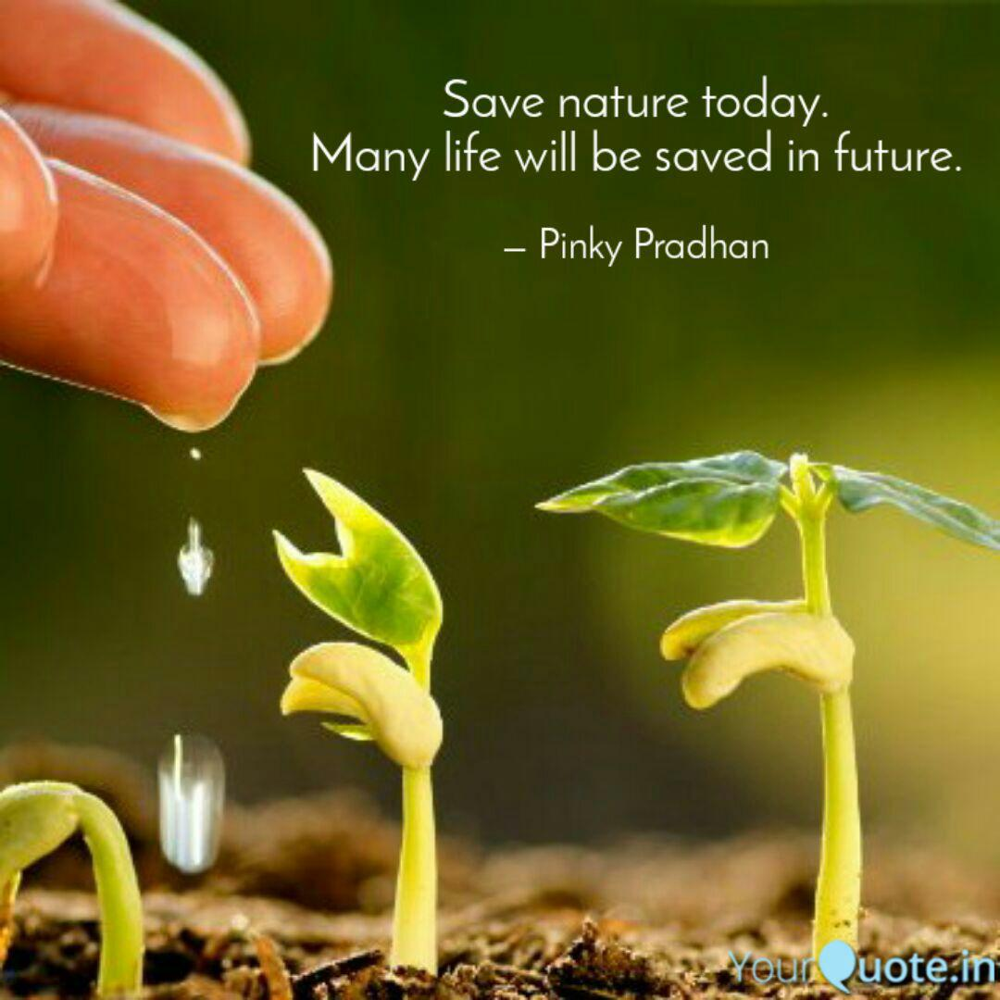 Save nature today.
Many life will be saved in future.
– Pinky Pradhan
YourQuote.in